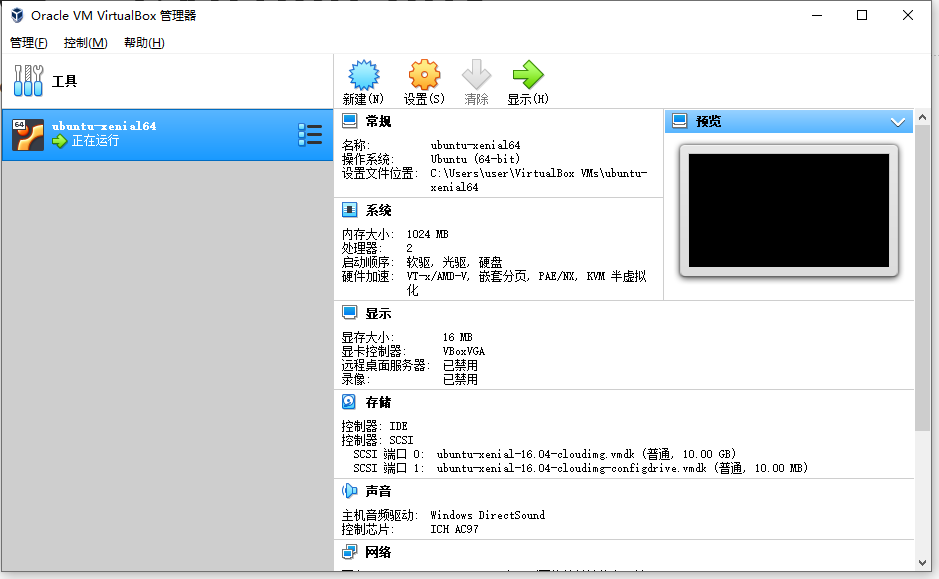 Oracle VM VirtualBox 管理器
管理(F) 控制(M) 帮助(H)
工具
新建(N) 设置(S) 清除 显示(H)
64
ubuntu-xenial64
正在运行
常规
名称: ubuntu-xenial64
操作系统: Ubuntu (64-bit)
设置文件位置: C:\Users\user\VirtualBox VMs\ubuntu-
xenial64
预览
系统
内存大小: 1024 MB
处理器: 2
启动顺序: 软驱, 光驱, 硬盘
硬件加速: VT-x/AMD-V, 嵌套分页, PAE/NX, KVM 半虚拟
化
显示
显存大小: 16 MB
显卡控制器: VBoxVGA
远程桌面服务器: 已禁用
录像: 已禁用
存储
控制器: IDE
控制器: SCSI
SCSI 端口 0: ubuntu-xenial-16.04-cloudimg.vmdk (普通, 10.00 GB)
SCSI 端口 1: ubuntu-xenial-16.04-cloudimg-configdrive.vmdk (普通, 10.00 MB)
声音
主机音频驱动: Windows DirectSound
控制芯片: ICH AC97
网络